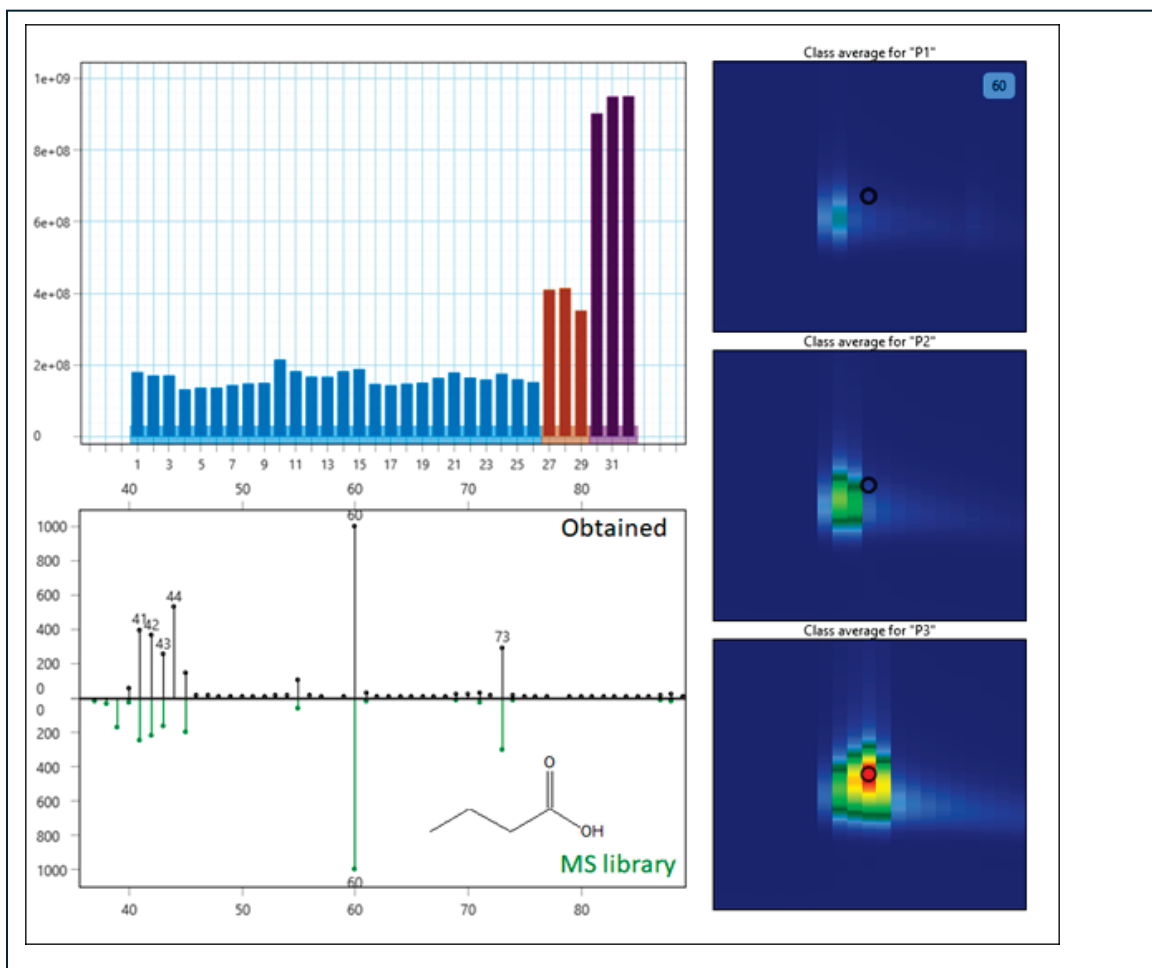 Class average for "P1"
1e+09
8e+08
6e+08
4e+08
2e+08
0
1 3 5 7 9 11 13 15 17 19 21 23 25 27 29 31
60
Class average for "P2"
40 50 60 70 80
60
Obtained
1000
800
600
400
200
0
41
42
43
44
73
0
200
400
600
800
1000
O
OH
MS library
60
40 50 60 70 80
Class average for "P3"